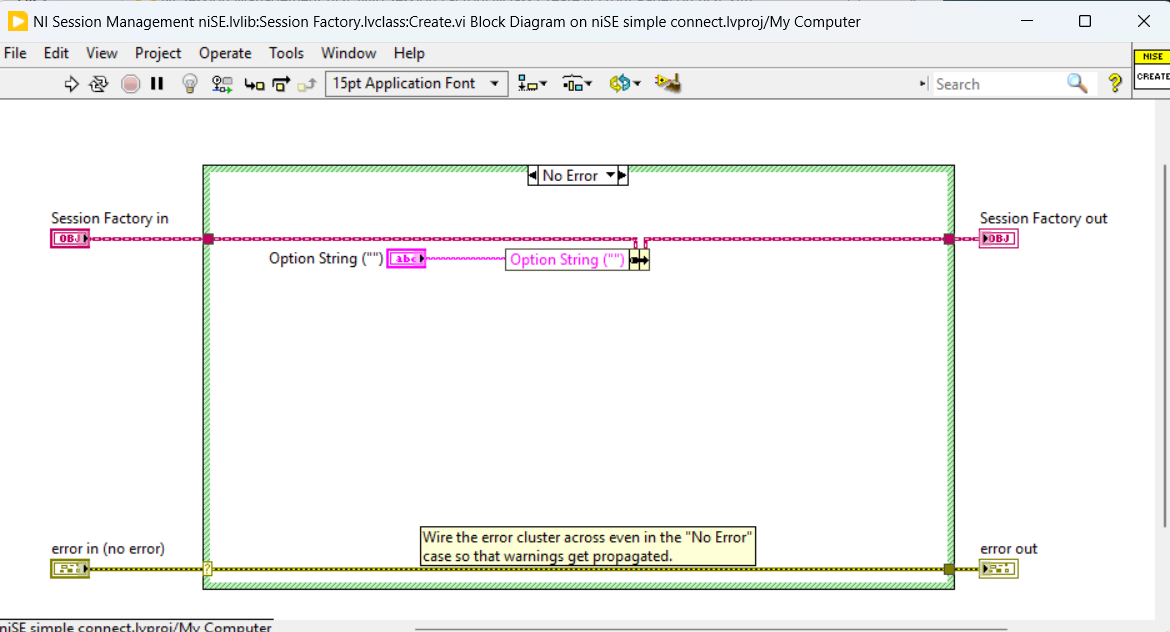 NI Session Management niSE.lvlib:Session Factory.lvclass:Create.vi Block Diagram on niSE simple connect.lvproj/My Computer
File Edit View Project Operate Tools Window Help
NISE
CREATE
15pt Application Font
Search
No Error
Session Factory in
OBJ
Session Factory out
OBJ
Option String ("")
abc
Option String ("")
Wire the error cluster across even in the "No Error"
case so that warnings get propagated.
error in (no error)
?
error out
niSE simple connect.lvproj/My Computer